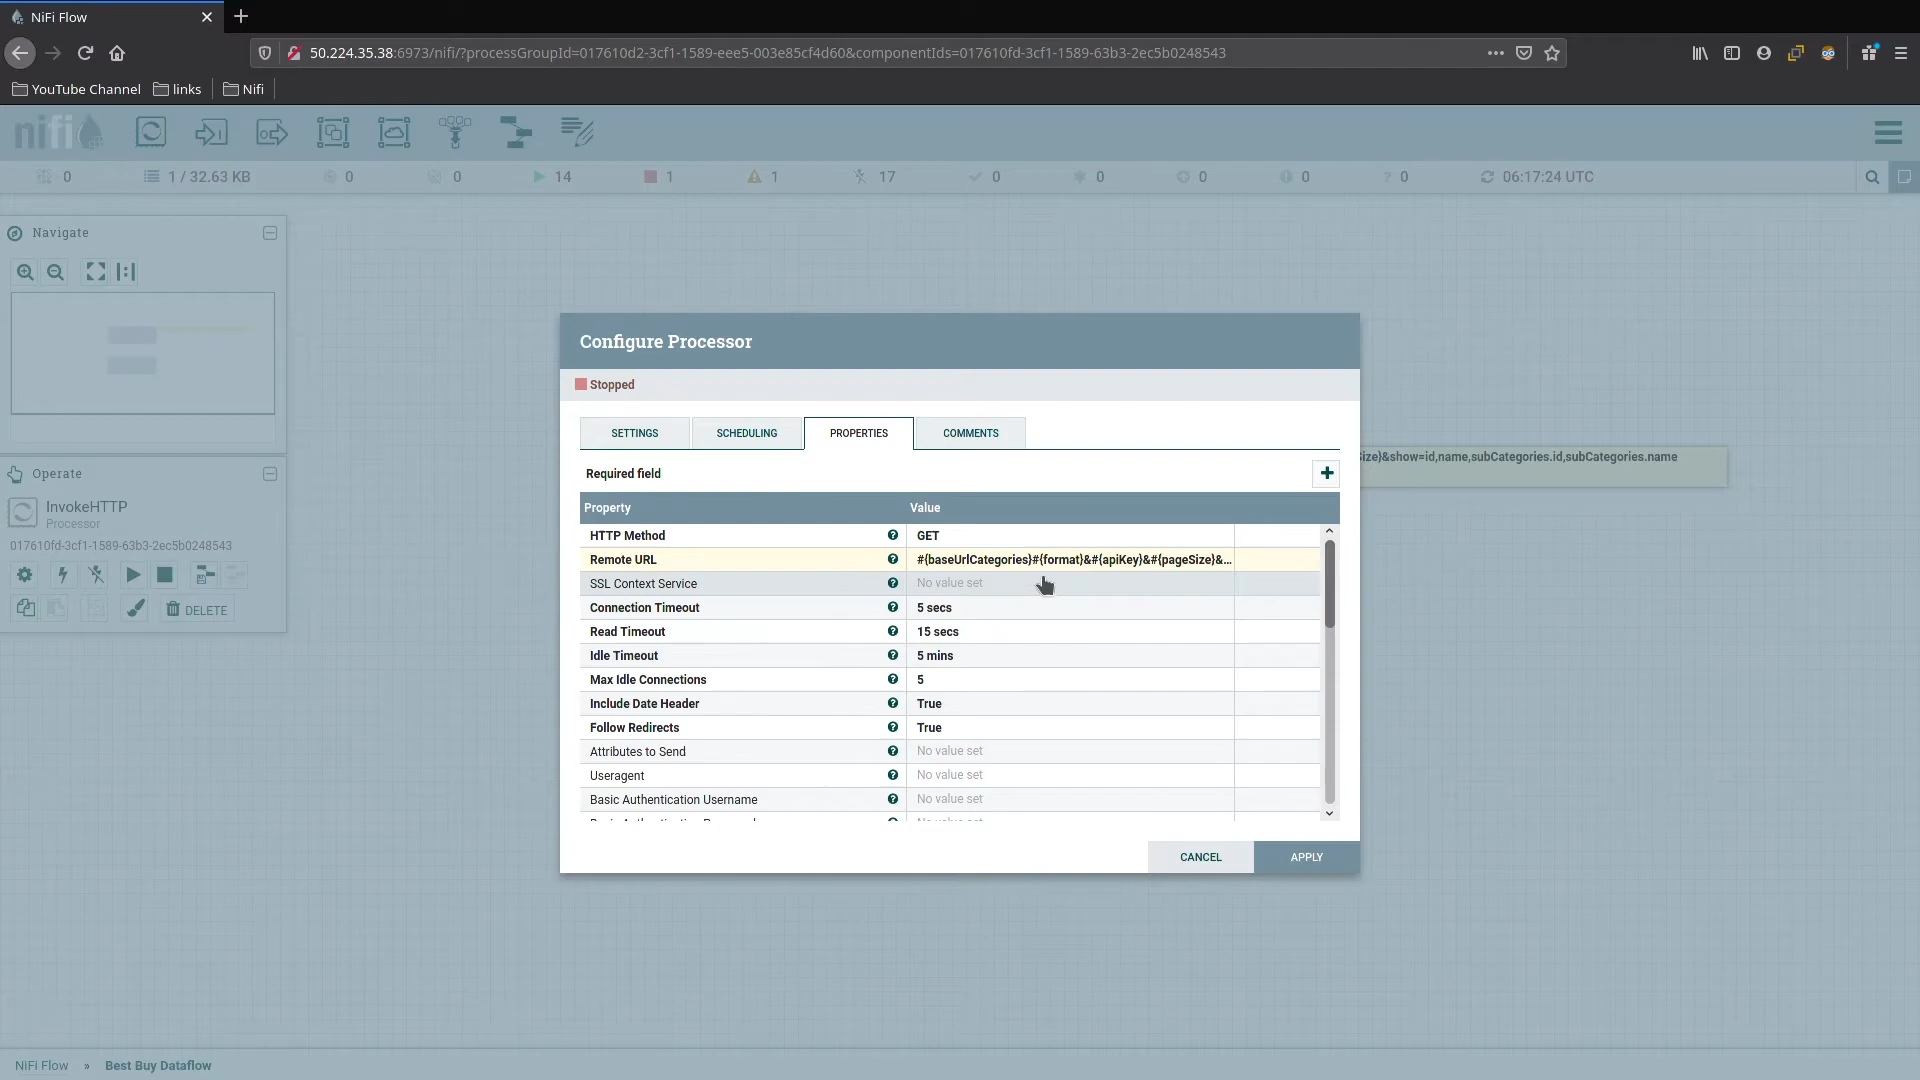 NiFi Flow
50.224.35.38:6973/nifi/?processGroupId=017610d2-3cf1-1589-eee5-003e85cf4d60&componentIds=017610fd-3cf1-1589-63b3-2ec5b0248543
YouTube Channel links Nifi
nifi
0 1 / 32.63 KB 0 0 14 1 1 17 0 0 0 0 ? 0 06:17:24 UTC
Navigate
Operate
InvokeHTTP
Processor
017610fd-3cf1-1589-63b3-2ec5b0248543
DELETE
Configure Processor
Stopped
SETTINGS SCHEDULING PROPERTIES COMMENTS
Required field
Property Value
HTTP Method GET
Remote URL #{baseUrlCategories}#{format}&#{apiKey}&#{pageSize}&...
SSL Context Service No value set
Connection Timeout 5 secs
Read Timeout 15 secs
Idle Timeout 5 mins
Max Idle Connections 5
Include Date Header True
Follow Redirects True
Attributes to Send No value set
Useragent No value set
Basic Authentication Username No value set
CANCEL APPLY
ize}&show=id,name,subCategories.id,subCategories.name
NiFi Flow » Best Buy Dataflow